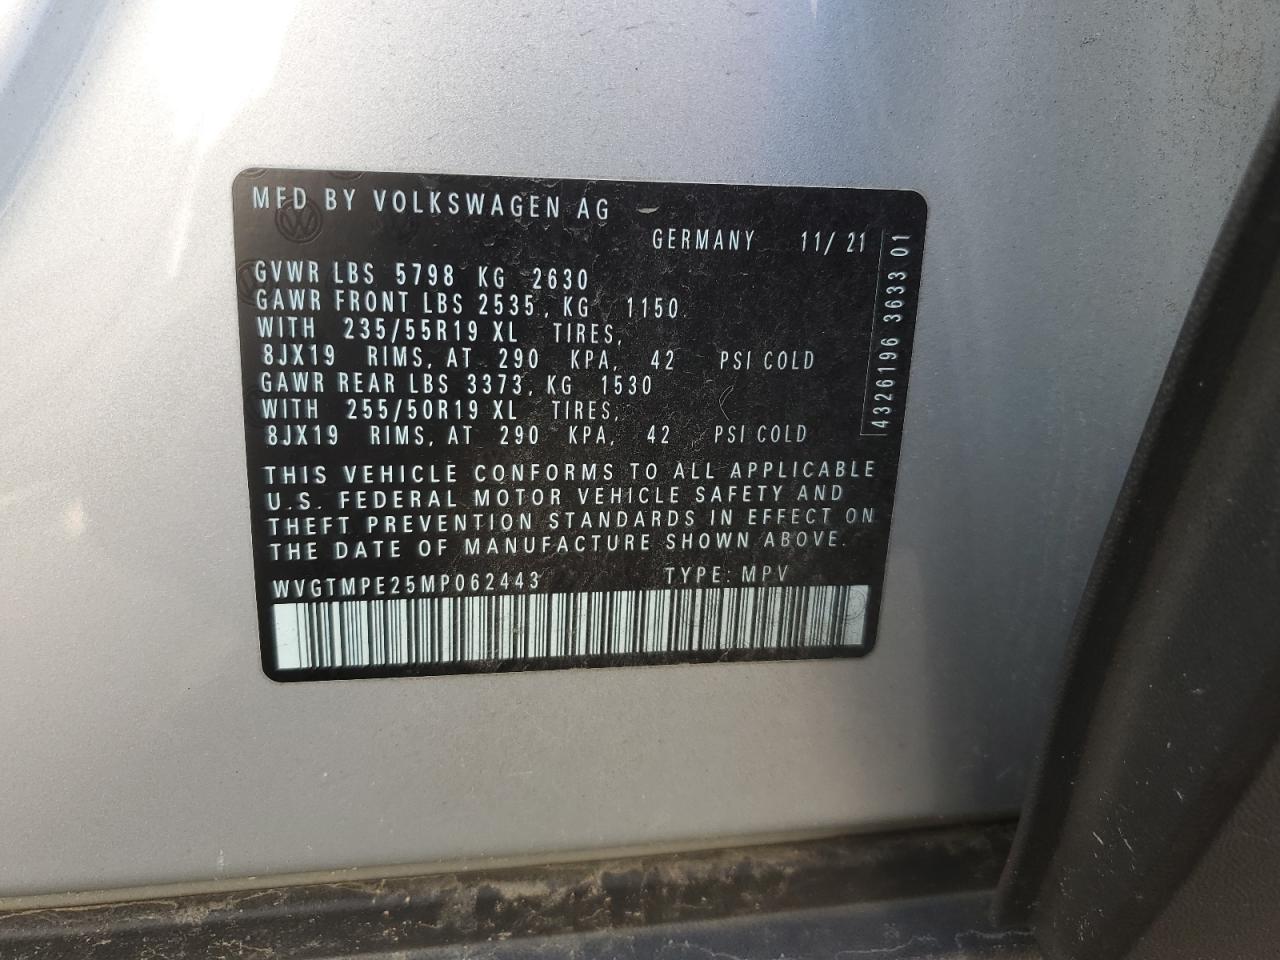 MFD BY VOLKSWAGEN AG
GERMANY 11/ 21
GVWR LBS 5798 KG 2630
GAWR FRONT LBS 2535, KG 1150
WITH 235/55R19 XL TIRES,
8JX19 RIMS, AT 290 KPA, 42 PSI COLD
GAWR REAR LBS 3373, KG 1530
WITH 255/50R19 XL TIRES,
8JX19 RIMS, AT 290 KPA, 42 PSI COLD
THIS VEHICLE CONFORMS TO ALL APPLICABLE
U.S. FEDERAL MOTOR VEHICLE SAFETY AND
THEFT PREVENTION STANDARDS IN EFFECT ON
THE DATE OF MANUFACTURE SHOWN ABOVE.
WVGTMPE25MP062443 TYPE: MPV
4326196 3633 01